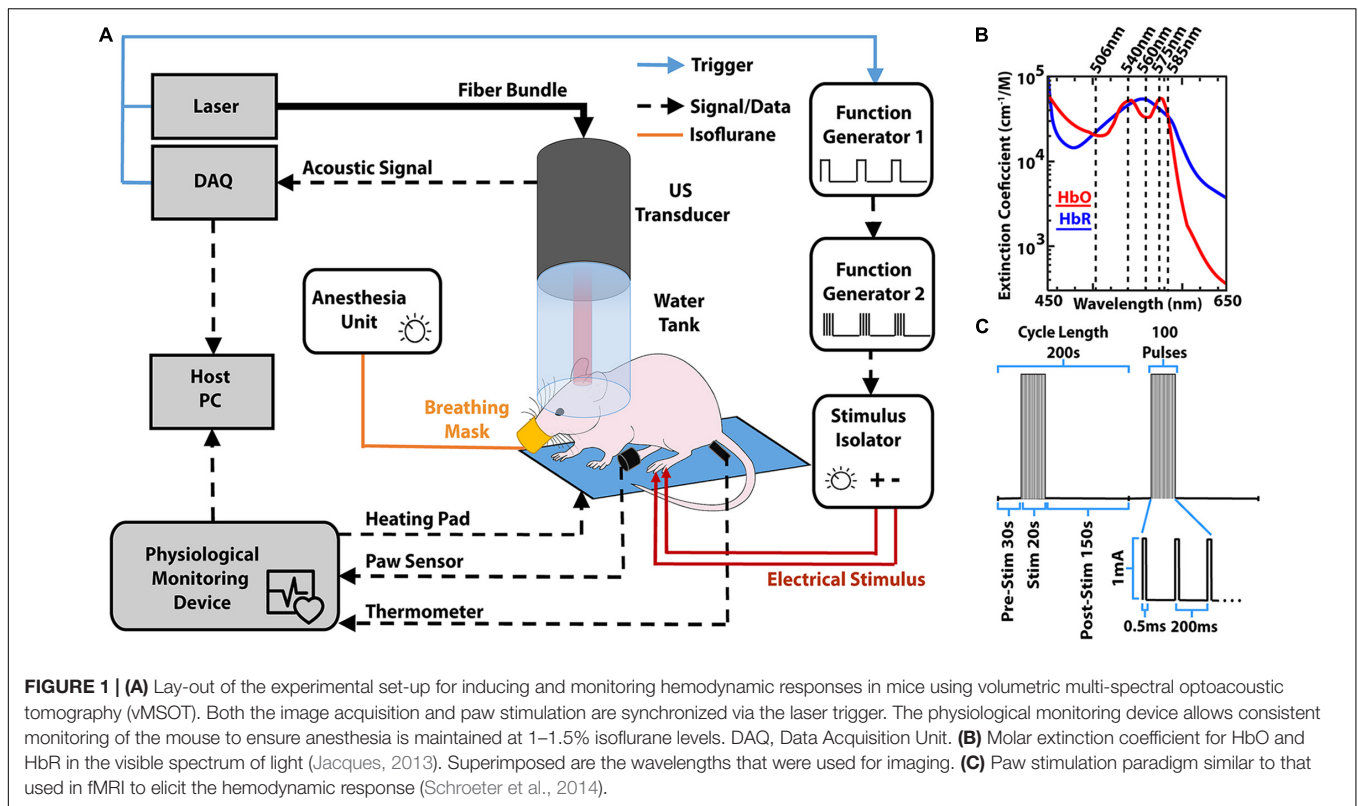 A
Laser
DAQ
Fiber Bundle
Acoustic Signal
Trigger
Signal/Data
Isoflurane
US
Transducer
Water
Tank
Anesthesia
Unit
Host
PC
Breathing
Mask
Function
Generator 1
Function
Generator 2
Stimulus
Isolator
+ -
Physiological
Monitoring
Device
Heating Pad
Paw Sensor
Thermometer
Electrical Stimulus
B
506nm
540nm
560nm
575nm
585nm
Extinction Coeficient (cm⁻¹/M)
10⁵
10⁴
10³
HbO
HbR
450
Wavelength (nm)
650
C
Cycle Length
200s
100
Pulses
Pre-Stim 30s
Stim 20s
Post-Stim 150s
1mA
0.5ms
200ms
FIGURE 1 | (A) Lay-out of the experimental set-up for inducing and monitoring hemodynamic responses in mice using volumetric multi-spectral optoacoustic
tomography (vMSOT). Both the image acquisition and paw stimulation are synchronized via the laser trigger. The physiological monitoring device allows consistent
monitoring of the mouse to ensure anesthesia is maintained at 1–1.5% isoflurane levels. DAQ, Data Acquisition Unit. (B) Molar extinction coefficient for HbO and
HbR in the visible spectrum of light (Jacques, 2013). Superimposed are the wavelengths that were used for imaging. (C) Paw stimulation paradigm similar to that
used in fMRI to elicit the hemodynamic response (Schroeter et al., 2014).